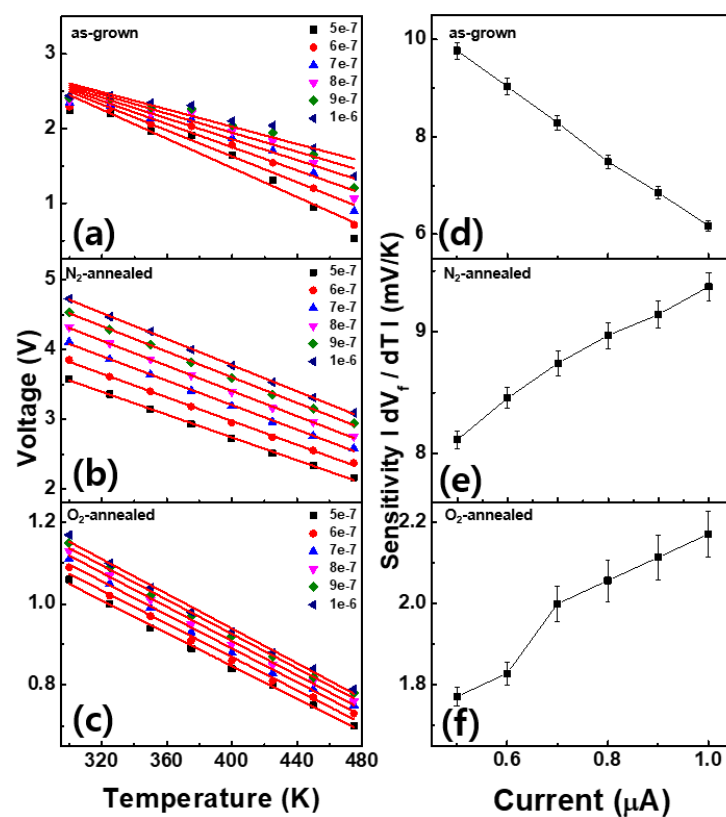 as-grown
5e-7
6e-7
7e-7
8e-7
9e-7
1e-6
3
2
1
(a)
N2-annealed
5e-7
6e-7
7e-7
8e-7
9e-7
1e-6
5
4
3
2
(b)
O2-annealed
5e-7
6e-7
7e-7
8e-7
9e-7
1e-6
1.2
1.0
0.8
(c)
320 360 400 440 480
Voltage (V)
Temperature (K)
as-grown
10
8
6
(d)
N2-annealed
9
8
(e)
O2-annealed
2.2
2.0
1.8
(f)
0.6 0.8 1.0
Sensitivity | dVf / dT | (mV/K)
Current (μA)